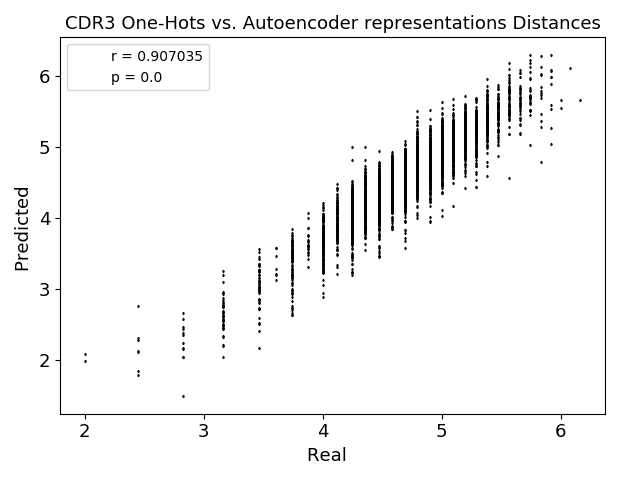 CDR3 One-Hots vs. Autoencoder representations Distances
r = 0.907035
p = 0.0
6
5
4
3
2
Predicted
2 3 4 5 6
Real